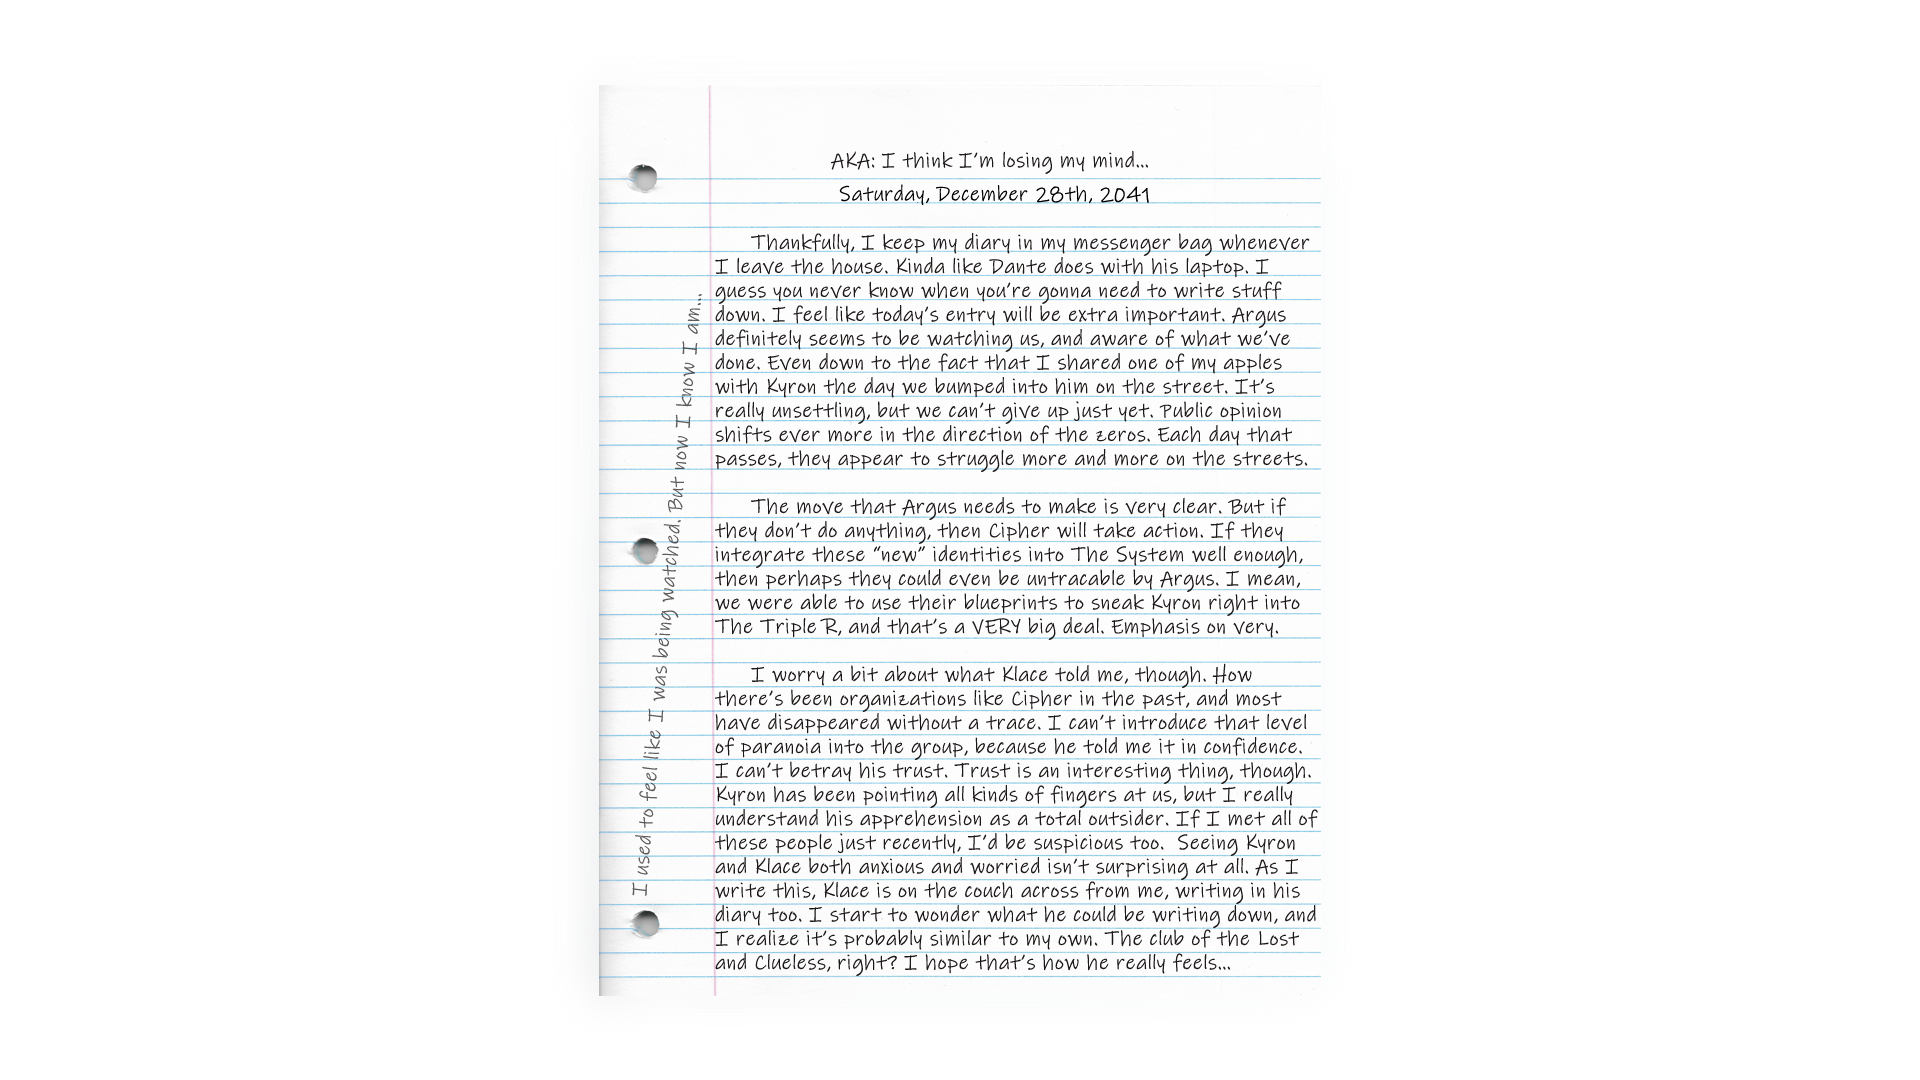 AKA: I think I'm losing my mind...
Saturday, December 28th, 2041
Thankfully, I keep my diary in my messenger bag whenever
I leave the house. Kinda like Dante does with his laptop. I
guess you never know when you're gonna need to write stuff
down. I feel like today's entry will be extra important. Argus
definitely seems to be watching us, and aware of what we've
done. Even down to the fact that I shared one of my apples
with Kyron the day we bumped into him on the street. It's
really unsettling, but we can't give up just yet. Public opinion
shifts ever more in the direction of the zeros. Each day that
passes, they appear to struggle more and more on the streets.
The move that Argus needs to make is very clear. But if
they don't do anything, then Cipher will take action. If they
integrate these "new" identities into The System well enough,
then perhaps they could even be untracable by Argus. I mean,
we were able to use their blueprints to sneak Kyron right into
The Triple R, and that's a VERY big deal. Emphasis on very.
I worry a bit about what Klace told me, though. How
there's been organizations like Cipher in the past, and most
have disappeared without a trace. I can't introduce that level
of paranoia into the group, because he told me it in confidence.
I can't betray his trust. Trust is an interesting thing, though.
Kyron has been pointing all kinds of fingers at us, but I really
understand his apprehension as a total outsider. If I met all of
these people just recently, I'd be suspicious too.  Seeing Kyron
and Klace both anxious and worried isn't surprising at all. As I
write this, Klace is on the couch across from me, writing in his
diary too. I start to wonder what he could be writing down, and
I realize it's probably similar to my own. The club of the Lost
and Clueless, right? I hope that's how he really feels...
I used to feel like I was being watched. But now I know I am...